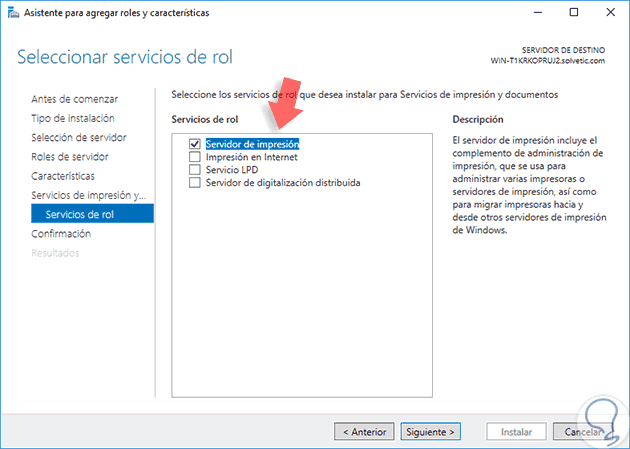 Asistente para agregar roles y características
Seleccionar servicios de rol
SERVIDOR DE DESTINO
WIN-T1KRKOPRUJ2.solvetic.com
Antes de comenzar
Tipo de instalación
Selección de servidor
Roles de servidor
Características
Servicios de impresión y...
Servicios de rol
Confirmación
Resultados
Seleccione los servicios de rol que desea instalar para Servicios de impresión y documentos
Servicios de rol
Servidor de impresión
Impresión en Internet
Servicio LPD
Servidor de digitalización distribuida
Descripción
El servidor de impresión incluye el
complemento de administración de
impresión, que se usa para
administrar varias impresoras o
servidores de impresión, así como
para migrar impresoras hacia y
desde otros servidores de impresión
de Windows.
< Anterior
Siguiente >
Instalar
Cancelar